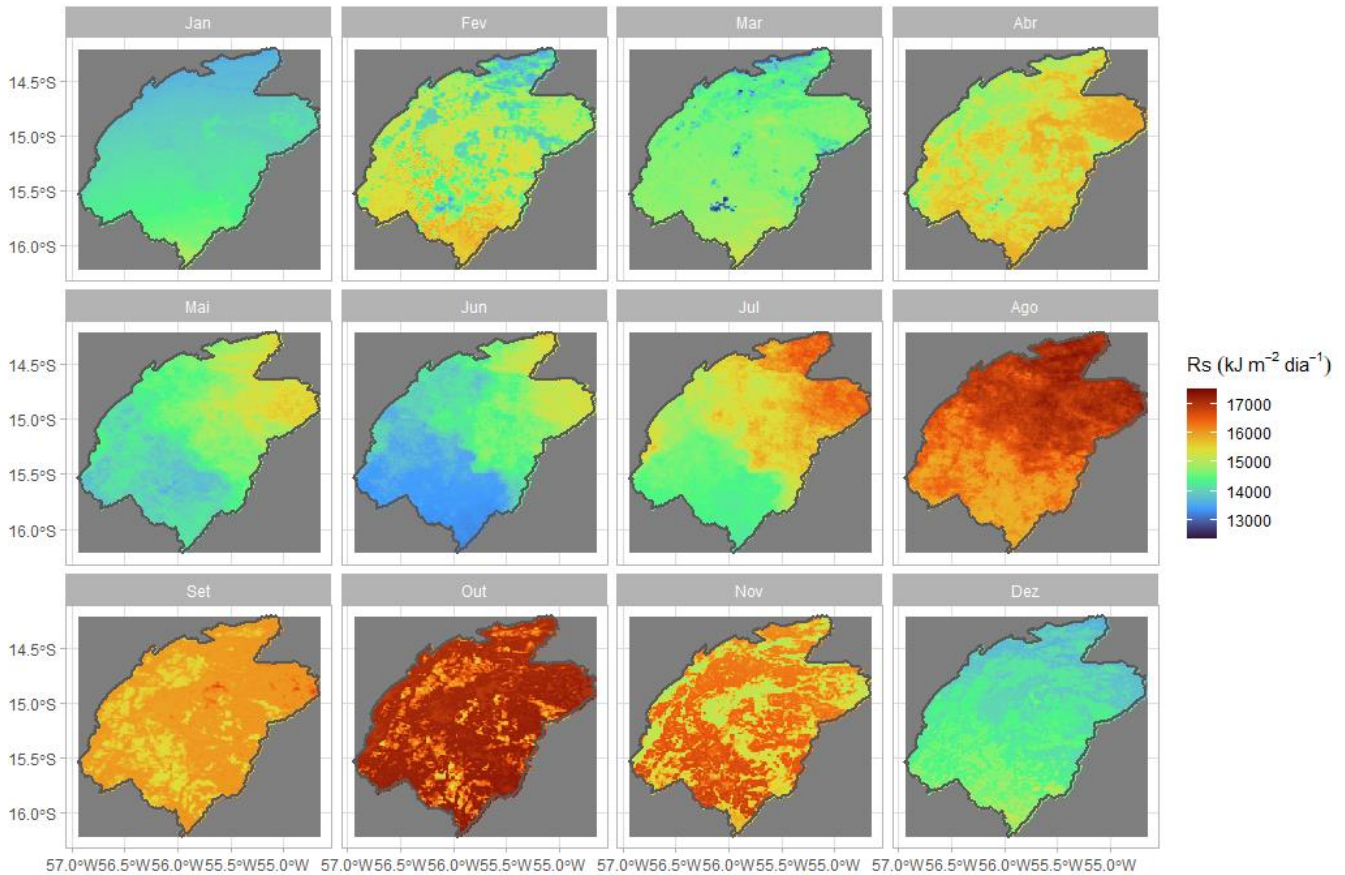 Jan Fev Mar Abr
14.5°S
15.0°S
15.5°S
16.0°S
Mai Jun Jul Ago
14.5°S
15.0°S
15.5°S
16.0°S
Rs (kJ m⁻² dia⁻¹)
17000
16000
15000
14000
13000
Set Out Nov Dez
14.5°S
15.0°S
15.5°S
16.0°S
57.0°W56.5°W56.0°W55.5°W55.0°W 57.0°W56.5°W56.0°W55.5°W55.0°W 57.0°W56.5°W56.0°W55.5°W55.0°W 57.0°W56.5°W56.0°W55.5°W55.0°W